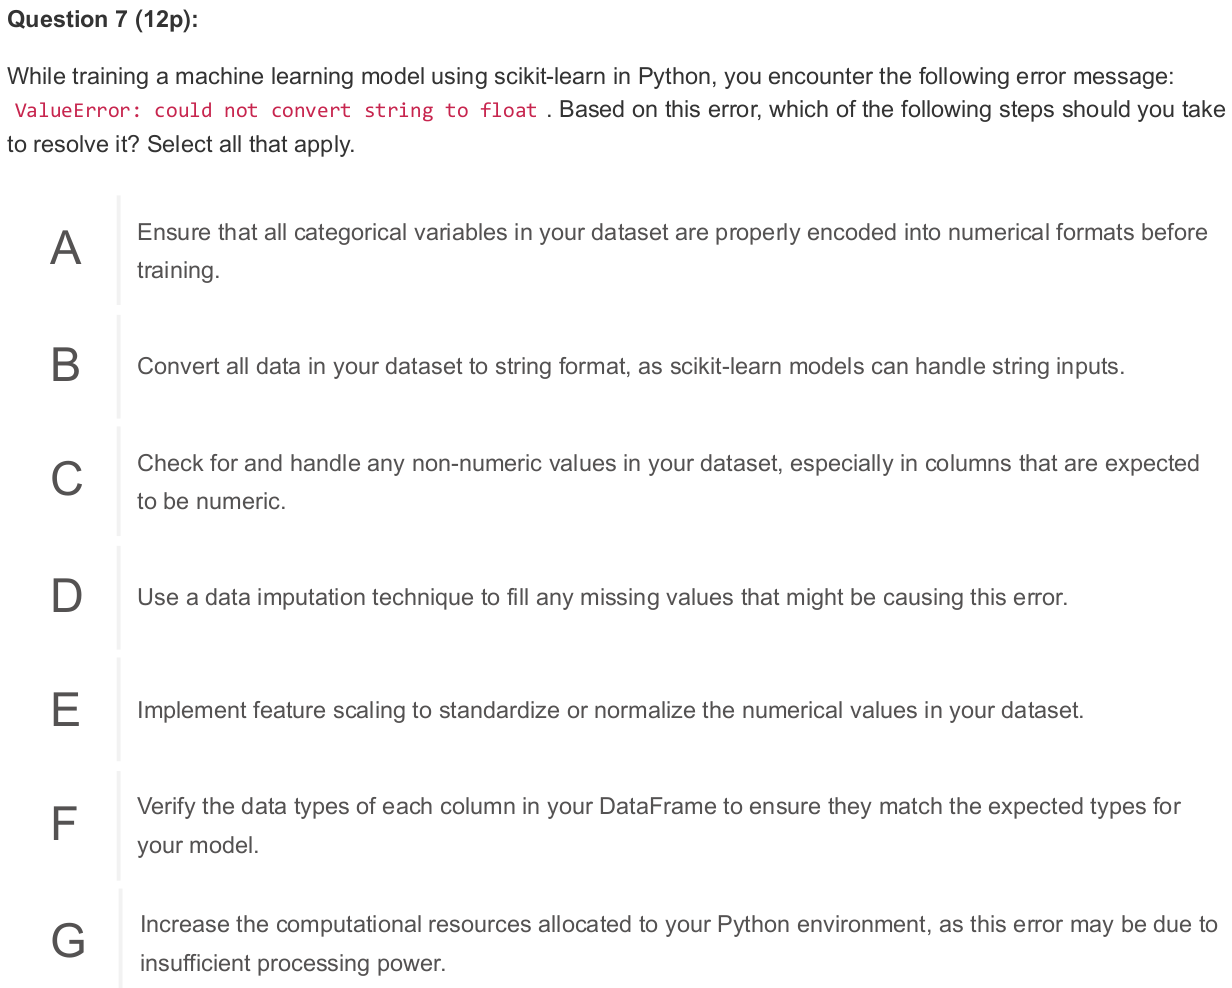 Question 7 (12p):
While training a machine learning model using scikit-learn in Python, you encounter the following error message:
ValueError: could not convert string to float . Based on this error, which of the following steps should you take
to resolve it? Select all that apply.
A
Ensure that all categorical variables in your dataset are properly encoded into numerical formats before
training.
B
Convert all data in your dataset to string format, as scikit-learn models can handle string inputs.
C
Check for and handle any non-numeric values in your dataset, especially in columns that are expected
to be numeric.
D
Use a data imputation technique to fill any missing values that might be causing this error.
E
Implement feature scaling to standardize or normalize the numerical values in your dataset.
F
Verify the data types of each column in your DataFrame to ensure they match the expected types for
your model.
G
Increase the computational resources allocated to your Python environment, as this error may be due to
insufficient processing power.